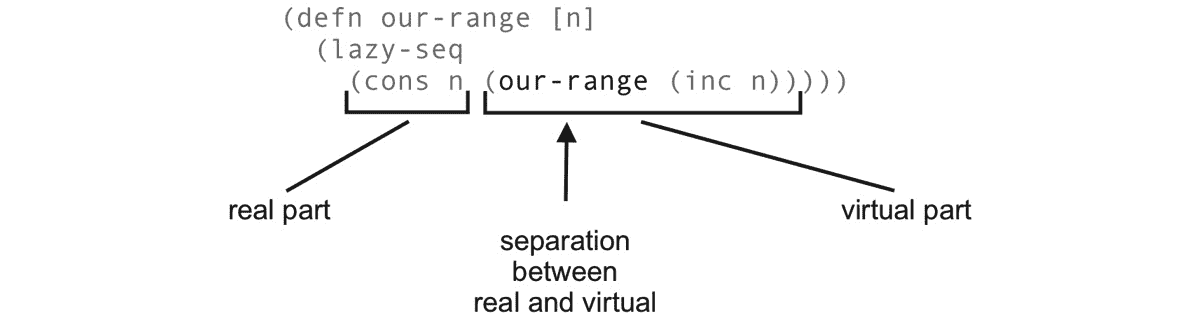 (defn our-range [n]
(lazy-seq
(cons n (our-range (inc n)))))
real part
separation
between
real and virtual
virtual part